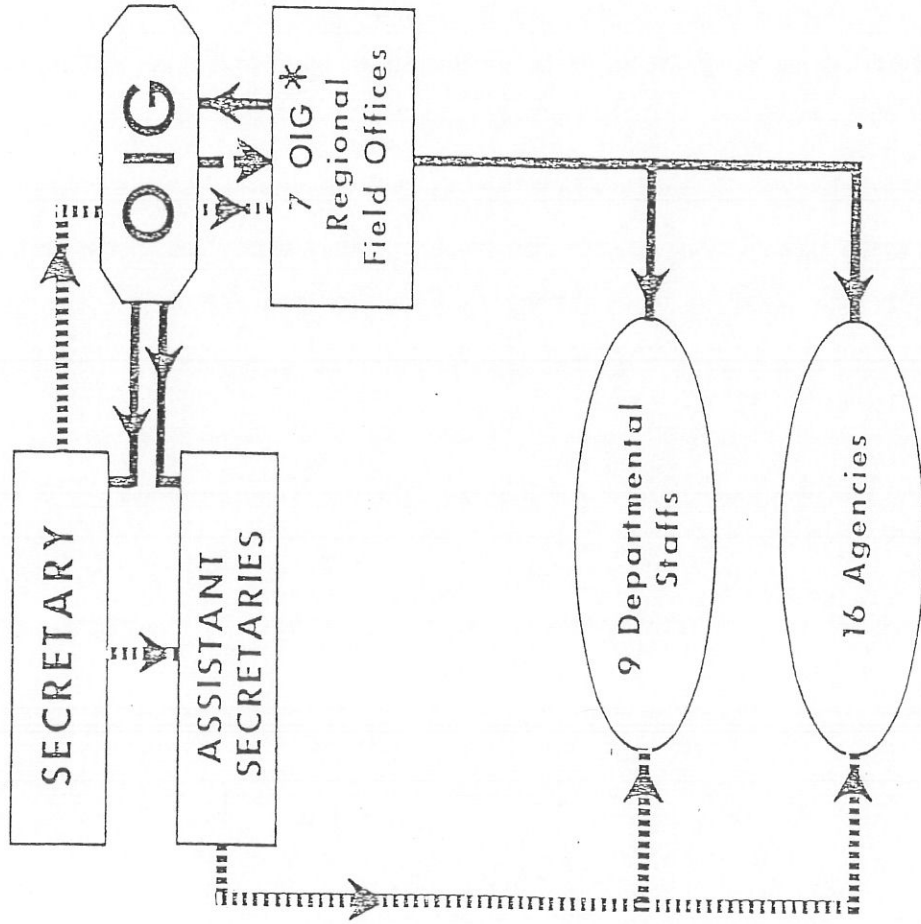 SECRETARY
OIG
ASSISTANT
SECRETARIES
7 OIG *
Regional
Field Offices
9 Departmental
Staffs
16 Agencies